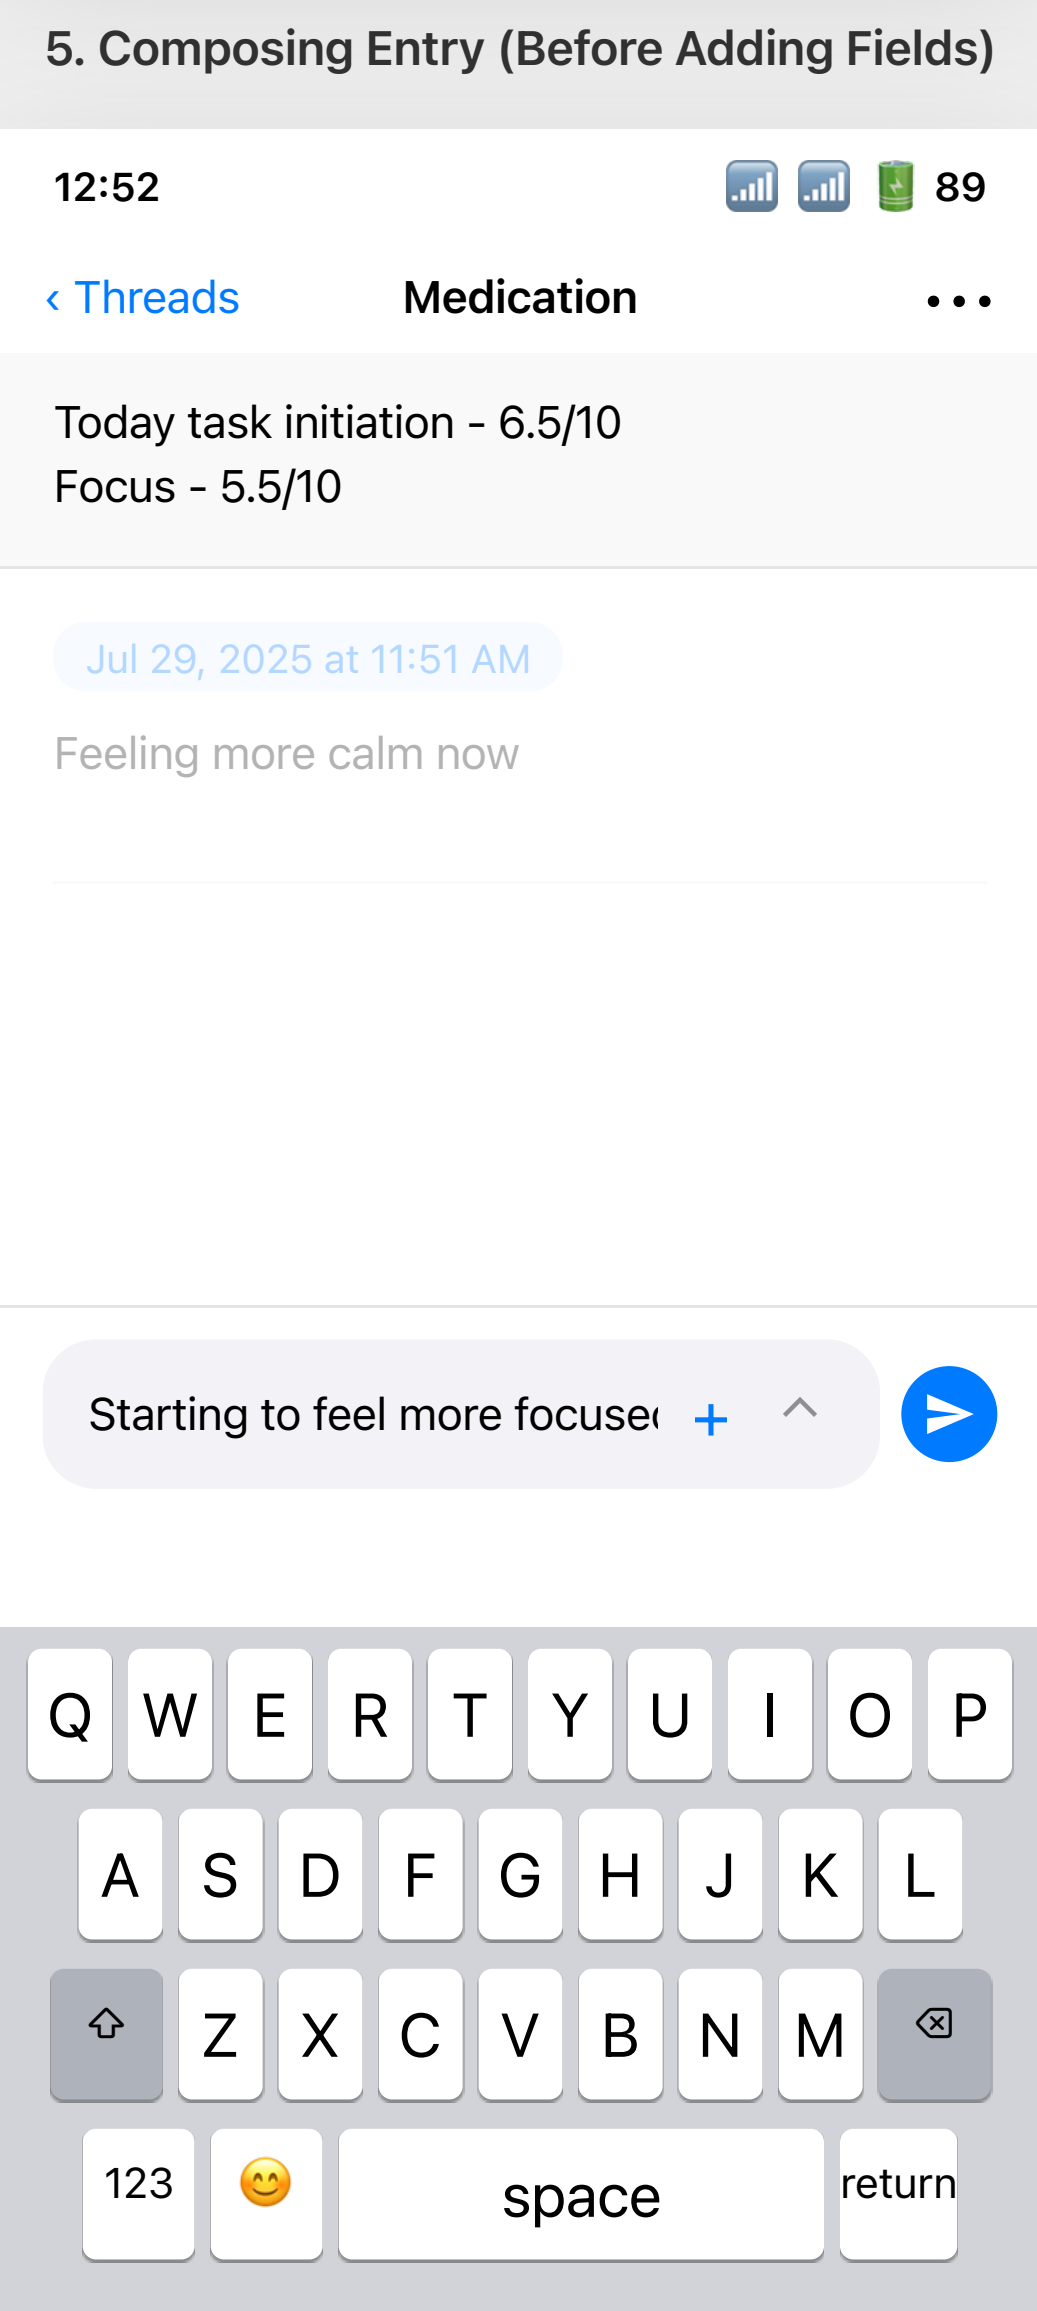 5. Composing Entry (Before Adding Fields)
12:52
89
‹ Threads
Medication
Today task initiation - 6.5/10
Focus - 5.5/10
Jul 29, 2025 at 11:51 AM
Feeling more calm now
Starting to feel more focused
Q W E R T Y U I O P
A S D F G H J K L
Z X C V B N M
123
space
return